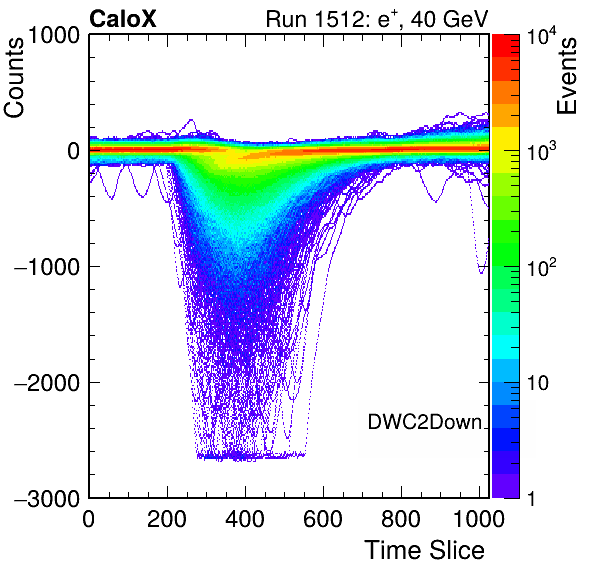 CaloX Run 1512: e⁺, 40 GeV
Counts
Events
1000
0
−1000
−2000
−3000
10⁴
10³
10²
10
1
DWC2Down
0 200 400 600 800 1000
Time Slice